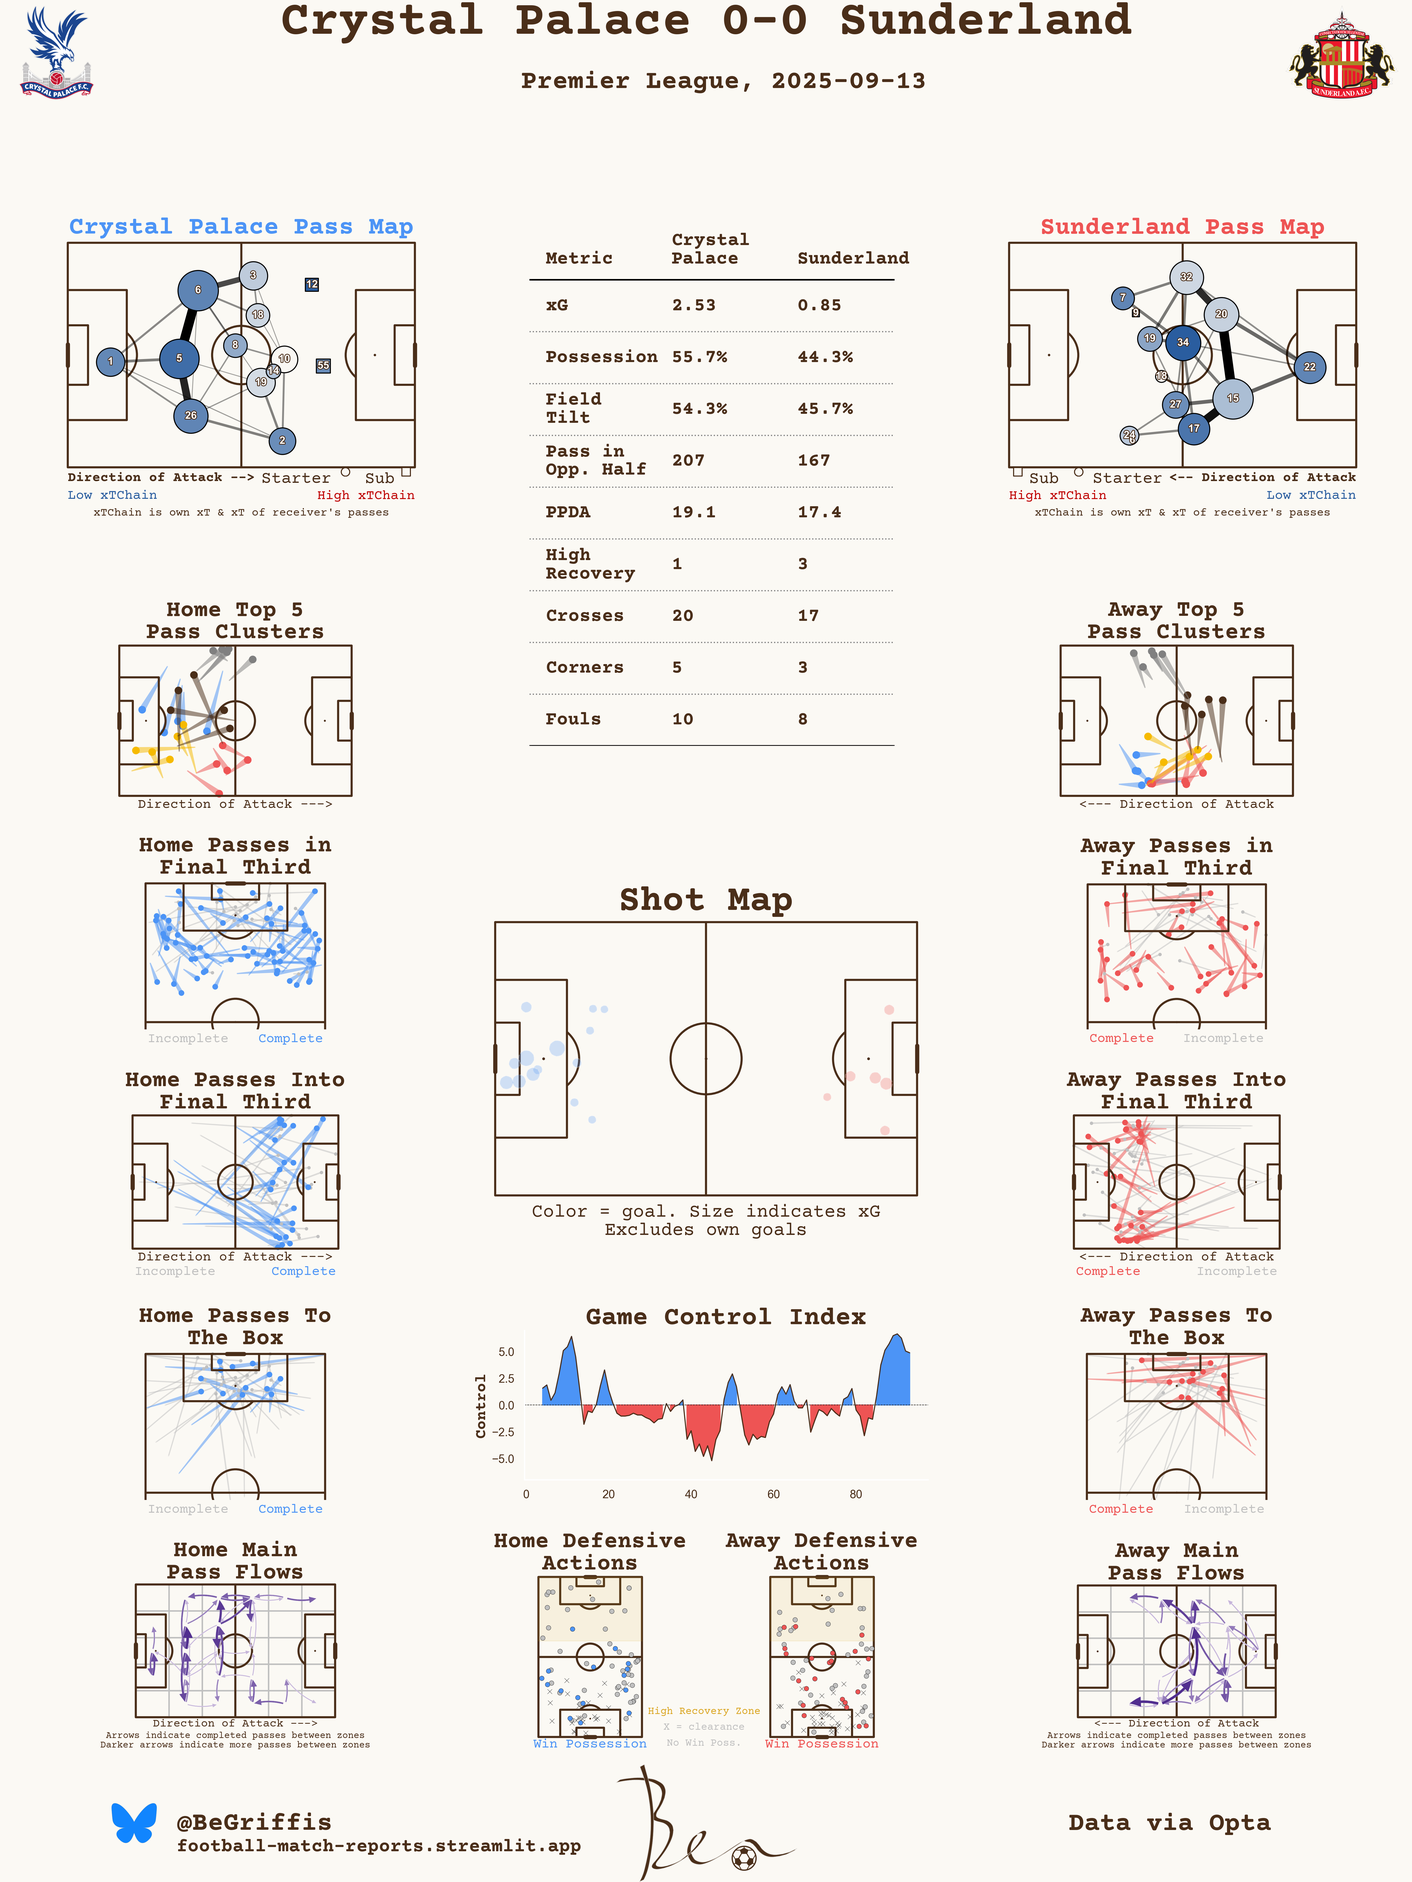 Crystal Palace 0-0 Sunderland
Premier League, 2025-09-13
CRYSTAL PALACE F.C.
SUNDERLAND A.F.C.
Crystal Palace Pass Map
1
6
5
26
3
18
8
10
14
19
2
12
55
Direction of Attack --> Starter Sub
Low xTChain High xTChain
xTChain is own xT & xT of receiver's passes
Metric Crystal Palace Sunderland
xG 2.53 0.85
Possession 55.7% 44.3%
Field Tilt 54.3% 45.7%
Pass in Opp. Half 207 167
PPDA 19.1 17.4
High Recovery 1 3
Crosses 20 17
Corners 5 3
Fouls 10 8
Sunderland Pass Map
32
7
9
20
19
34
22
18
15
27
24
17
Sub Starter <-- Direction of Attack
High xTChain Low xTChain
xTChain is own xT & xT of receiver's passes
Home Top 5
Pass Clusters
Direction of Attack --->
Away Top 5
Pass Clusters
<--- Direction of Attack
Home Passes in
Final Third
Incomplete Complete
Away Passes in
Final Third
Complete Incomplete
Shot Map
Color = goal. Size indicates xG
Excludes own goals
Home Passes Into
Final Third
Direction of Attack --->
Incomplete Complete
Away Passes Into
Final Third
<--- Direction of Attack
Complete Incomplete
Home Passes To
The Box
Incomplete Complete
Game Control Index
Control
5.0
2.5
0.0
−2.5
−5.0
0 20 40 60 80
Away Passes To
The Box
Complete Incomplete
Home Main
Pass Flows
Direction of Attack --->
Arrows indicate completed passes between zones
Darker arrows indicate more passes between zones
Home Defensive
Actions
Win Possession
High Recovery Zone
X = clearance
No Win Poss.
Away Defensive
Actions
Win Possession
Away Main
Pass Flows
<--- Direction of Attack
Arrows indicate completed passes between zones
Darker arrows indicate more passes between zones
@BeGriffis
football-match-reports.streamlit.app
Ben
Data via Opta